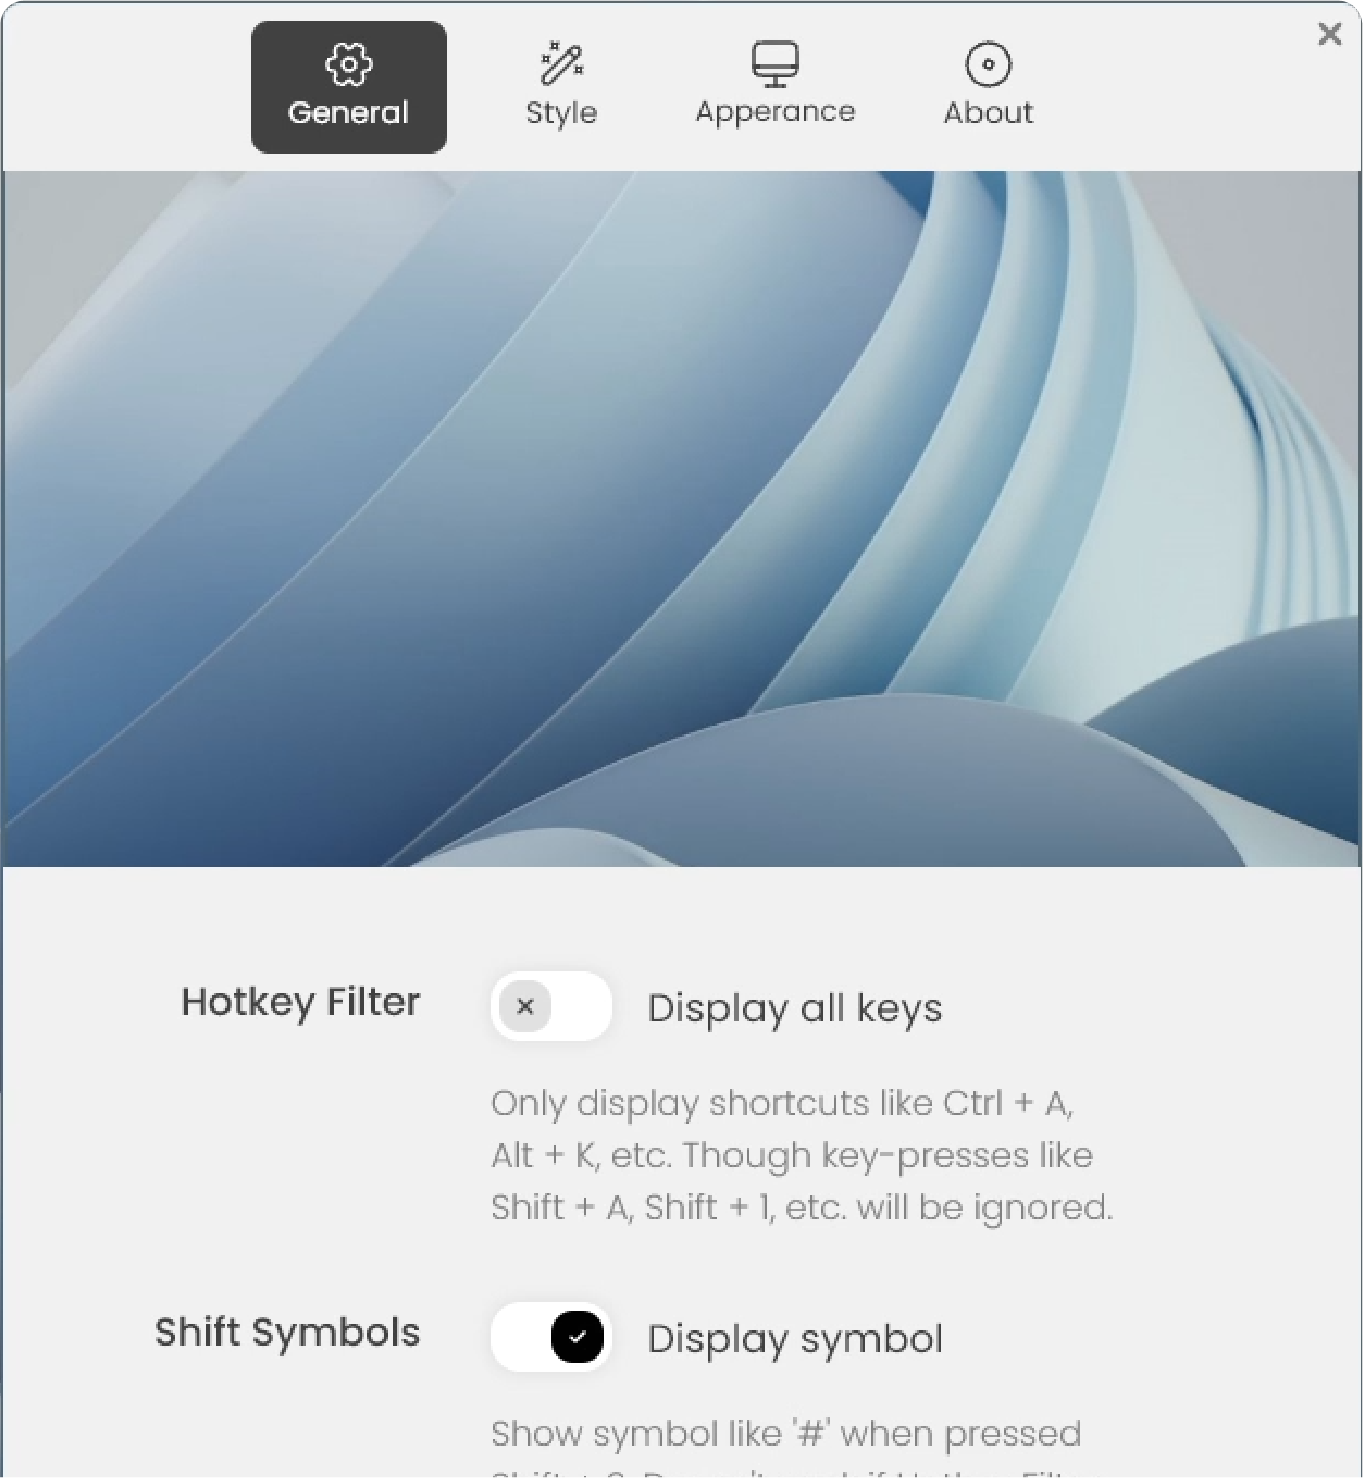 General
Style
Apperance
About
Hotkey Filter
Display all keys
Only display shortcuts like Ctrl + A,
Alt + K, etc. Though key-presses like
Shift + A, Shift + 1, etc. will be ignored.
Shift Symbols
Display symbol
Show symbol like '#' when pressed